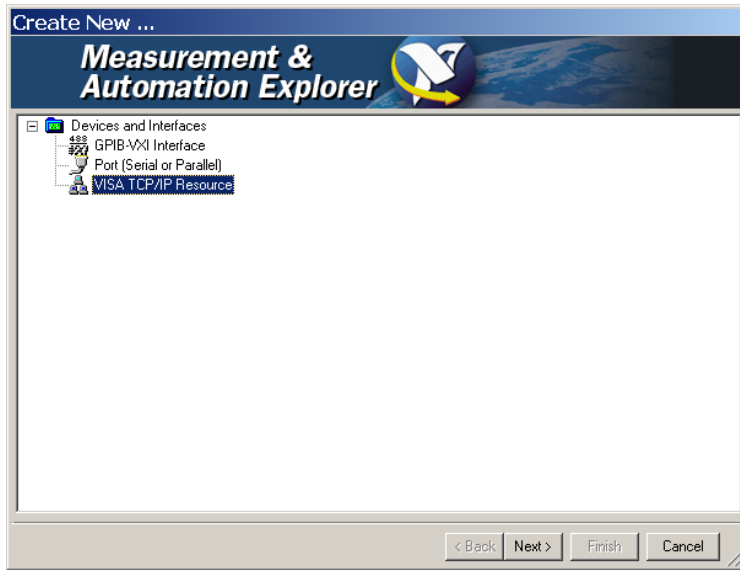 Create New ...
Measurement &
Automation Explorer
Devices and Interfaces
GPIB-VXI Interface
Port (Serial or Parallel)
VISA TCP/IP Resource
< Back Next > Finish Cancel